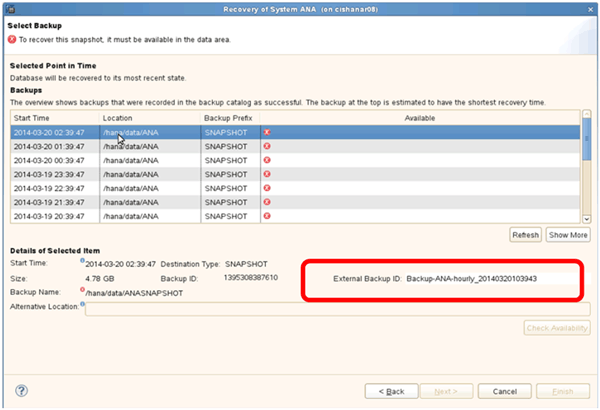 Recovery of System ANA (on cishanar08)
Select Backup
To recover this snapshot, it must be available in the data area.
Selected Point in Time
Database will be recovered to its most recent state.
Backups
The overview shows backups that were recorded in the backup catalog as successful. The backup at the top is estimated to have the shortest recovery time.
Start Time Location Backup Prefix Available
2014-03-20 02:39:47 /hana/data/ANA SNAPSHOT
2014-03-20 01:39:47 /hana/data/ANA SNAPSHOT
2014-03-20 00:39:47 /hana/data/ANA SNAPSHOT
2014-03-19 23:39:47 /hana/data/ANA SNAPSHOT
2014-03-19 22:39:47 /hana/data/ANA SNAPSHOT
2014-03-19 21:39:47 /hana/data/ANA SNAPSHOT
2014-03-19 20:39:47 /hana/data/ANA SNAPSHOT
Refresh Show More
Details of Selected Item
Start Time: 2014-03-20 02:39:47 Destination Type: SNAPSHOT
Size: 4.78 GB Backup ID: 1395308387610 External Backup ID: Backup-ANA-hourly_20140320103943
Backup Name: /hana/data/ANASNAPSHOT
Alternative Location:
Check Availability
? < Back Next > Cancel Finish